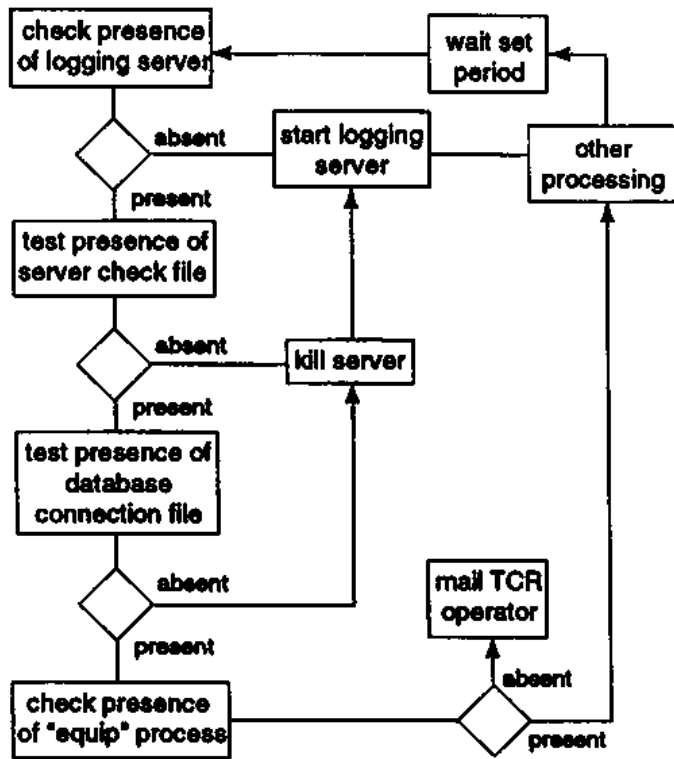 check presence
of logging server
wait set
period
absent
start logging
server
other
processing
present
test presence of
server check file
absent
kill server
present
test presence of
database
connection file
absent
mail TCR
operator
present
absent
check presence
of "equip" process
present